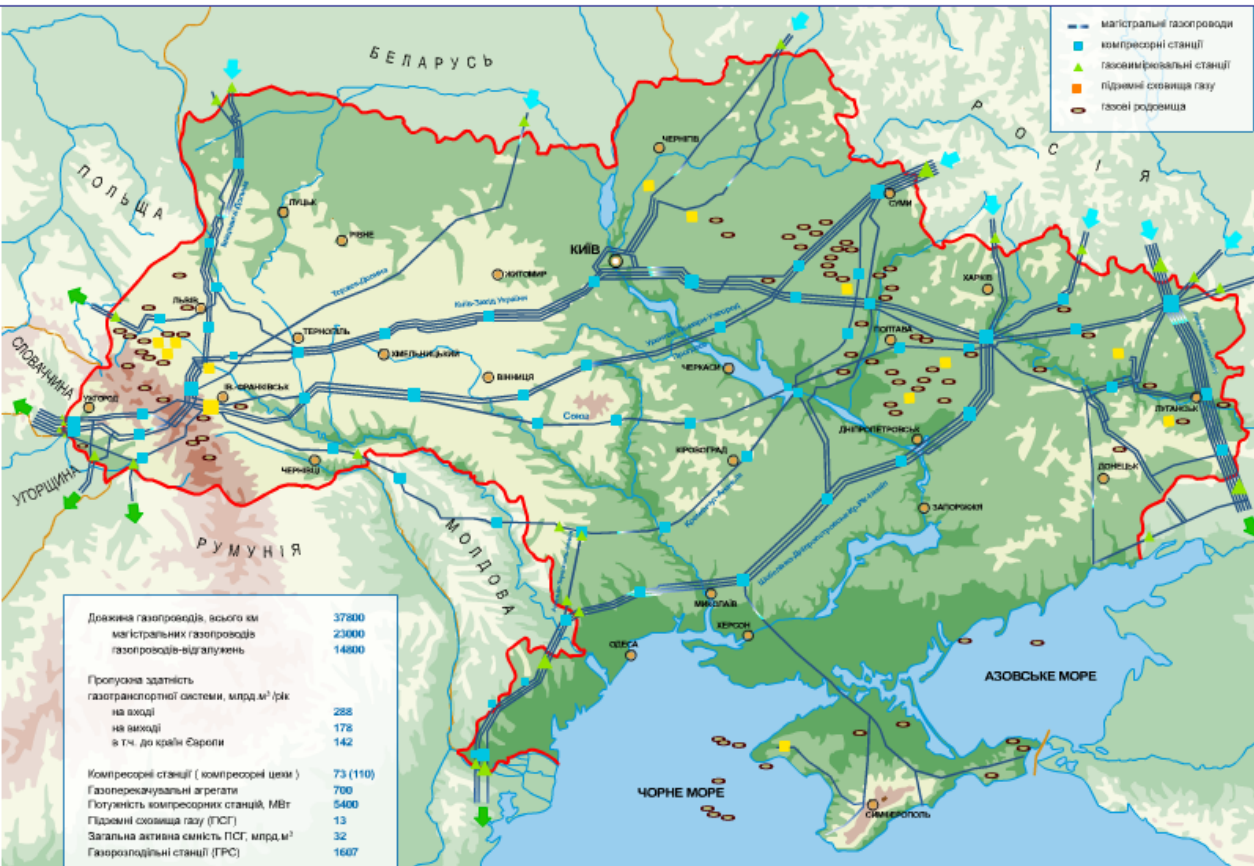 магістральні газопроводи
компресорні станції
газовимірювальні станції
підземні сховища газу
газові родовища
БЕЛАРУСЬ
РОСІЯ
ПОЛЬЩА
СЛОВАЧЧИНА
УГОРЩИНА
РУМУНІЯ
МОЛДОВА
ЧЕРНІГІВ
ЛУЦЬК
РІВНЕ
КИЇВ
СУМИ
ЖИТОМИР
ХАРКІВ
ЛЬВІВ
Торжок-Долина
Київ-Захід України
ТЕРНОПІЛЬ
ХМЕЛЬНИЦЬКИЙ
ПОЛТАВА
ВІННИЦЯ
ЧЕРКАСИ
УЖГОРОД
ІВ.-ФРАНКІВСЬК
Союз
ЛУГАНСЬК
ДНІПРОПЕТРОВСЬК
КІРОВОГРАД
ЧЕРНІВЦІ
ДОНЕЦЬК
ЗАПОРІЖЖЯ
МИКОЛАЇВ
ХЕРСОН
ОДЕСА
АЗОВСЬКЕ МОРЕ
ЧОРНЕ МОРЕ
СІМФЕРОПОЛЬ
Довжина газопроводів, всього км 37800
магістральних газопроводів 23000
газопроводів-відгалужень 14800
Пропускна здатність
газотранспортної системи, млрд.м³/рік
на вході 288
на виході 178
в т.ч. до країн Європи 142
Компресорні станції ( компресорні цехи ) 73 (110)
Газоперекачувальні агрегати 700
Потужність компресорних станцій, МВт 5400
Підземні сховища газу (ПСГ) 13
Загальна активна ємність ПСГ, млрд.м³ 32
Газорозподільні станції (ГРС) 1607